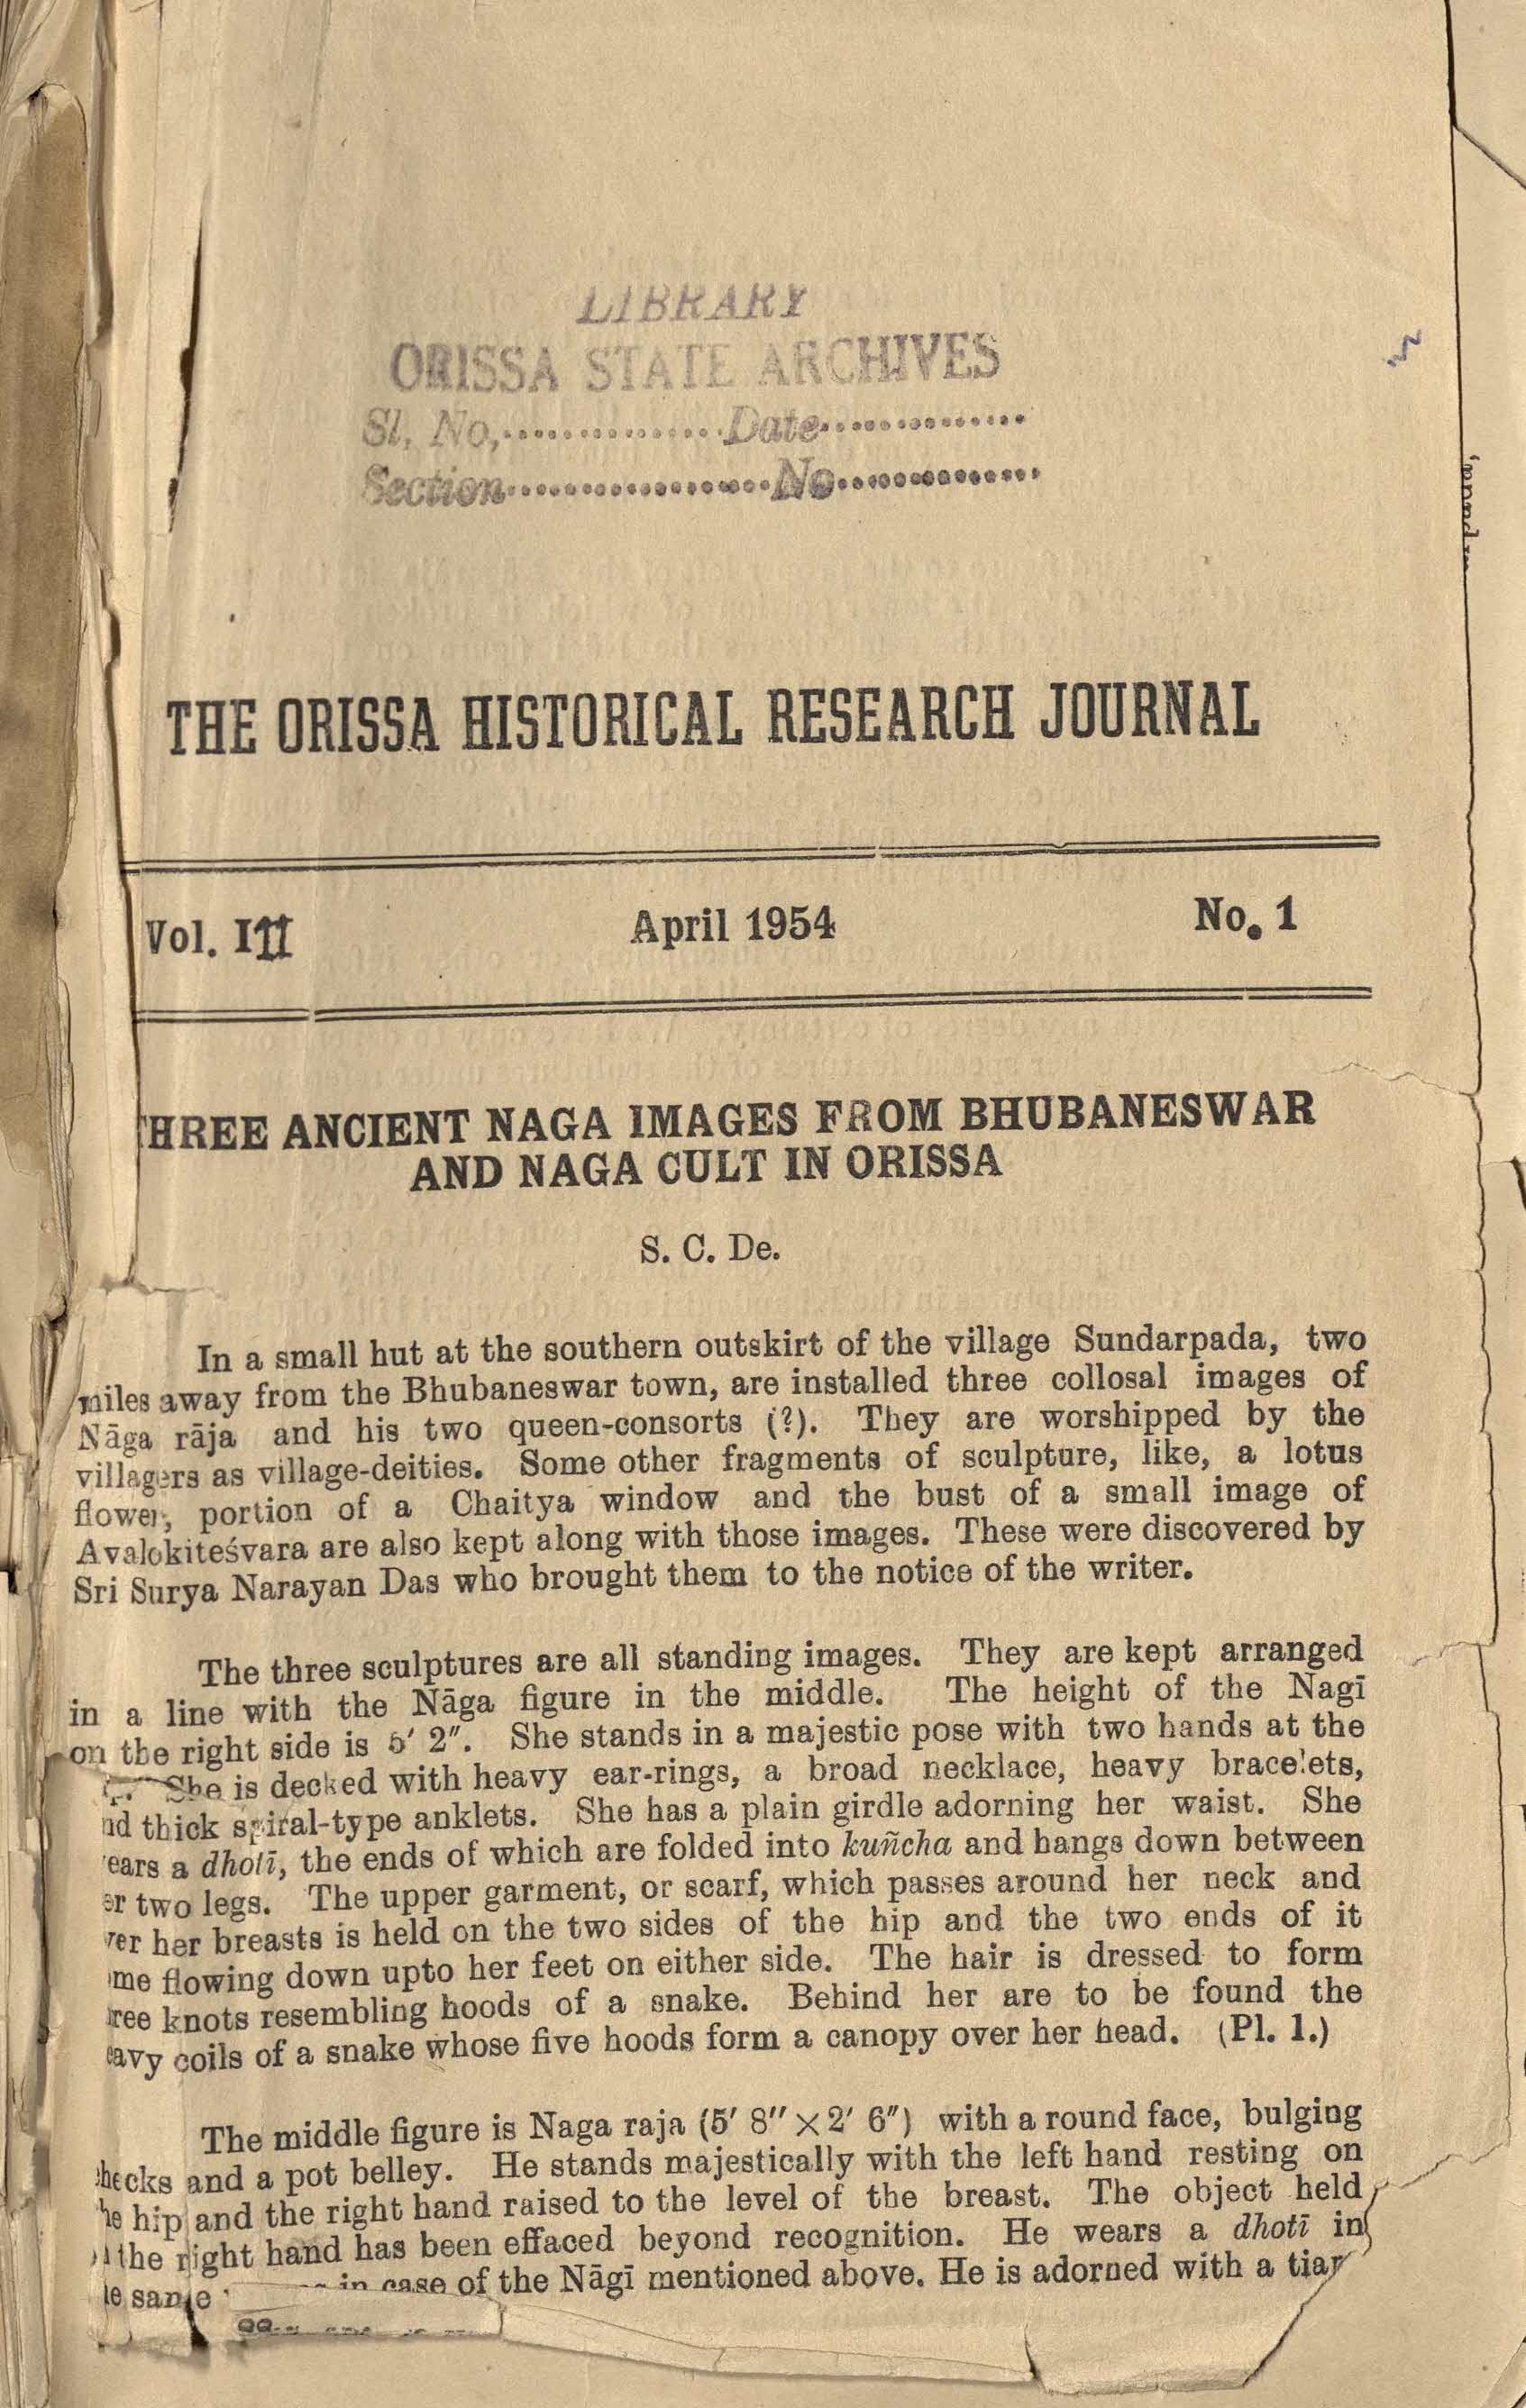 LIBRARY
ORISSA STATE ARCHIVES
Sl. No, Date
Section No
THE ORISSA HISTORICAL RESEARCH JOURNAL
Vol. III April 1954 No. 1
HREE ANCIENT NAGA IMAGES FROM BHUBANESWAR
AND NAGA CULT IN ORISSA
S. C. De.
In a small hut at the southern outskirt of the village Sundarpada, two
miles away from the Bhubaneswar town, are installed three collosal images of
Nāga rāja and his two queen-consorts (?). They are worshipped by the
villagers as village-deities. Some other fragments of sculpture, like, a lotus
flower, portion of a Chaitya window and the bust of a small image of
Avalokiteśvara are also kept along with those images. These were discovered by
Sri Surya Narayan Das who brought them to the notice of the writer.
The three sculptures are all standing images. They are kept arranged
in a line with the Nāga figure in the middle. The height of the Nagī
on the right side is 5′ 2″. She stands in a majestic pose with two hands at the
She is decked with heavy ear-rings, a broad necklace, heavy bracelets,
nd thick spiral-type anklets. She has a plain girdle adorning her waist. She
ears a dhotī, the ends of which are folded into kuñcha and hangs down between
er two legs. The upper garment, or scarf, which passes around her neck and
ver her breasts is held on the two sides of the hip and the two ends of it
me flowing down upto her feet on either side. The hair is dressed to form
ree knots resembling hoods of a snake. Behind her are to be found the
eavy coils of a snake whose five hoods form a canopy over her head. (Pl. 1.)
The middle figure is Naga raja (5′ 8″ × 2′ 6″) with a round face, bulging
hecks and a pot belley. He stands majestically with the left hand resting on
he hip and the right hand raised to the level of the breast. The object held
the right hand has been effaced beyond recognition. He wears a dhotī in
e same in case of the Nāgī mentioned above. He is adorned with a tiar